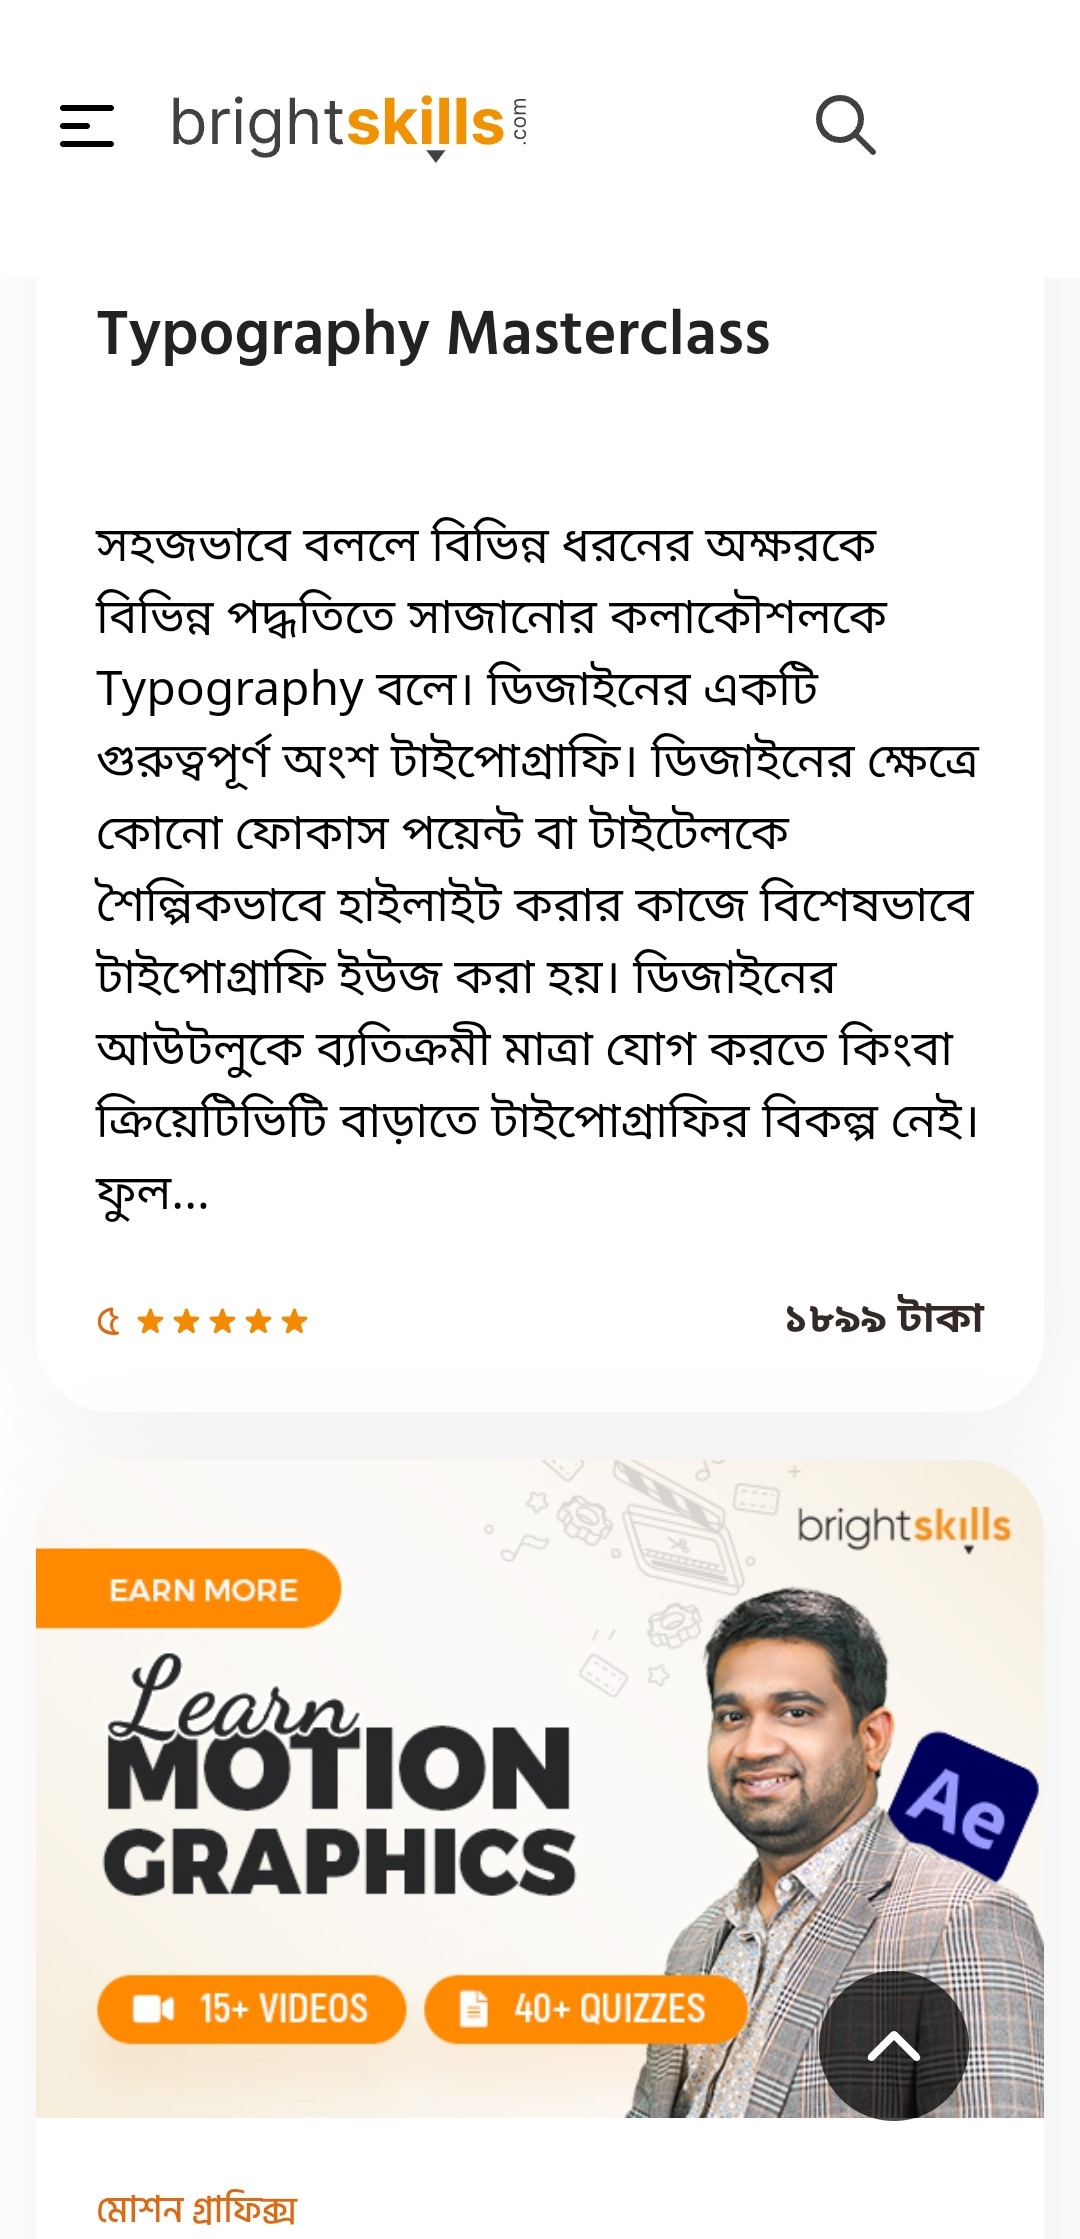 brightskills.com
Typography Masterclass
সহজভাবে বললে বিভিন্ন ধরনের অক্ষরকে
বিভিন্ন পদ্ধতিতে সাজানোর কলাকৌশলকে
Typography বলে। ডিজাইনের একটি
গুরুত্বপূর্ণ অংশ টাইপোগ্রাফি। ডিজাইনের ক্ষেত্রে
কোনো ফোকাস পয়েন্ট বা টাইটেলকে
শৈল্পিকভাবে হাইলাইট করার কাজে বিশেষভাবে
টাইপোগ্রাফি ইউজ করা হয়। ডিজাইনের
আউটলুকে ব্যতিক্রমী মাত্রা যোগ করতে কিংবা
ক্রিয়েটিভিটি বাড়াতে টাইপোগ্রাফির বিকল্প নেই।
ফুল...
৫ ★★★★★ ১৮৯৯ টাকা
brightskills
EARN MORE
Learn
MOTION
GRAPHICS
Ae
15+ VIDEOS 40+ QUIZZES
মোশন গ্রাফিক্স